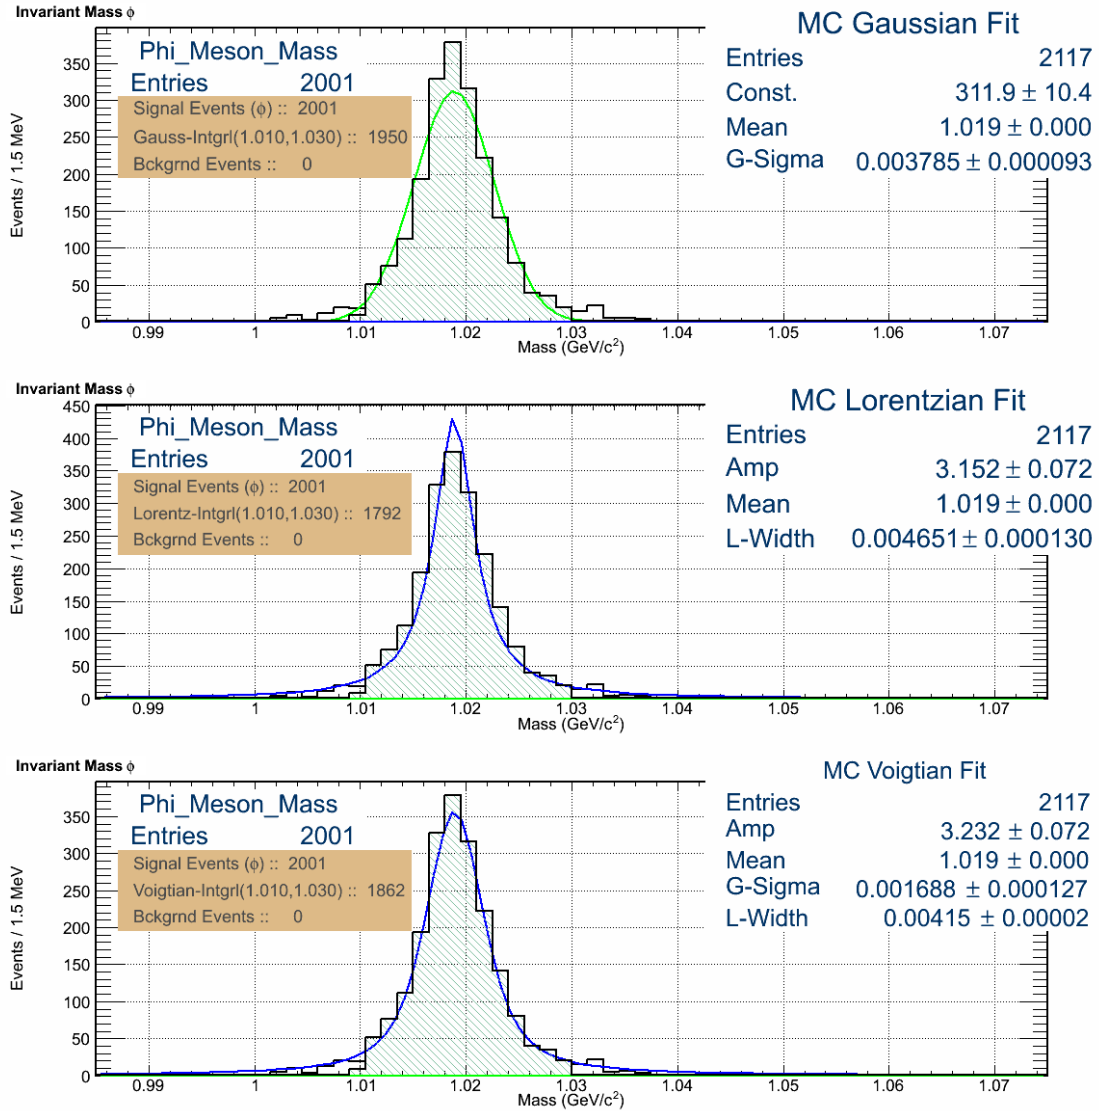 Invariant Mass ϕ
MC Gaussian Fit
Entries 2117
Const. 311.9 ± 10.4
Mean 1.019 ± 0.000
G-Sigma 0.003785 ± 0.000093
Phi_Meson_Mass
Entries 2001
Signal Events (ϕ) :: 2001
Gauss-Intgrl(1.010,1.030) :: 1950
Bckgrnd Events :: 0
Events / 1.5 MeV
350
300
250
200
150
100
50
0
0.99 1 1.01 1.02 1.03 1.04 1.05 1.06 1.07
Mass (GeV/c²)
Invariant Mass ϕ
MC Lorentzian Fit
Entries 2117
Amp 3.152 ± 0.072
Mean 1.019 ± 0.000
L-Width 0.004651 ± 0.000130
Phi_Meson_Mass
Entries 2001
Signal Events (ϕ) :: 2001
Lorentz-Intgrl(1.010,1.030) :: 1792
Bckgrnd Events :: 0
Events / 1.5 MeV
450
400
350
300
250
200
150
100
50
0
0.99 1 1.01 1.02 1.03 1.04 1.05 1.06 1.07
Mass (GeV/c²)
Invariant Mass ϕ
MC Voigtian Fit
Entries 2117
Amp 3.232 ± 0.072
Mean 1.019 ± 0.000
G-Sigma 0.001688 ± 0.000127
L-Width 0.00415 ± 0.00002
Phi_Meson_Mass
Entries 2001
Signal Events (ϕ) :: 2001
Voigtian-Intgrl(1.010,1.030) :: 1862
Bckgrnd Events :: 0
Events / 1.5 MeV
350
300
250
200
150
100
50
0
0.99 1 1.01 1.02 1.03 1.04 1.05 1.06 1.07
Mass (GeV/c²)